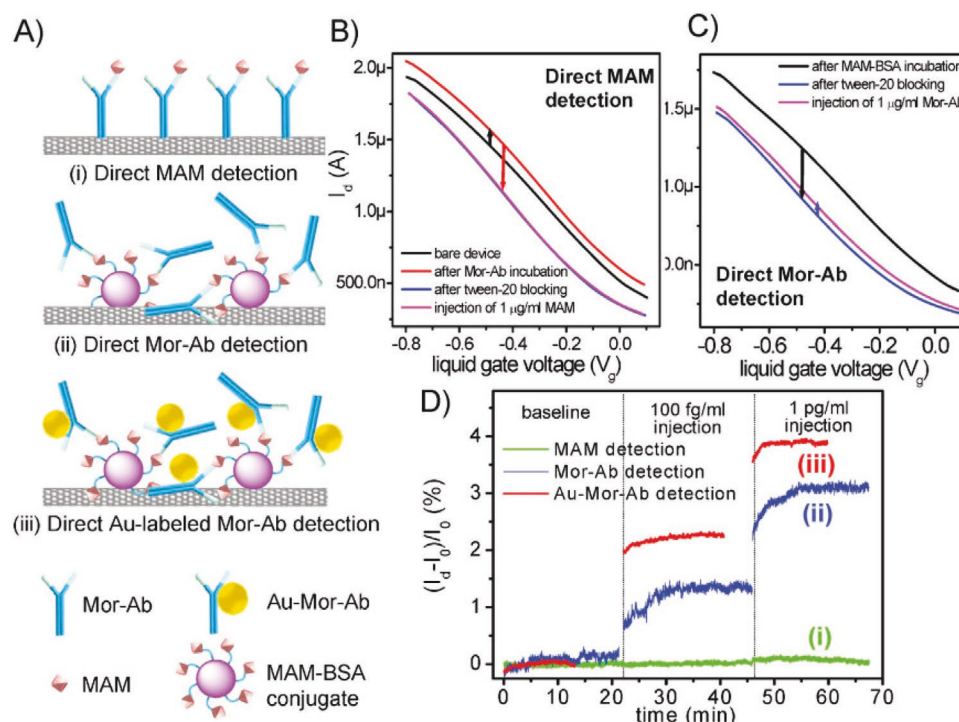 A)
(i) Direct MAM detection
(ii) Direct Mor-Ab detection
(iii) Direct Au-labeled Mor-Ab detection
Mor-Ab
Au-Mor-Ab
MAM
MAM-BSA
conjugate
B)
Direct MAM
detection
2.0μ
1.5μ
1.0μ
500.0n
I_d (A)
bare device
after Mor-Ab incubation
after tween-20 blocking
injection of 1 μg/ml MAM
-0.8 -0.6 -0.4 -0.2 0.0
liquid gate voltage (V_g)
C)
after MAM-BSA incubation
after tween-20 blocking
injection of 1 μg/ml Mor-Ab
1.5μ
1.0μ
0.0n
Direct Mor-Ab
detection
-0.8 -0.6 -0.4 -0.2 0.0
liquid gate voltage (V_g)
D)
baseline
100 fg/ml
injection
1 pg/ml
injection
MAM detection
Mor-Ab detection
Au-Mor-Ab detection
(iii)
(ii)
(i)
4
3
2
1
0
(I_d-I_0)/I_0 (%)
0 10 20 30 40 50 60 70
time (min)